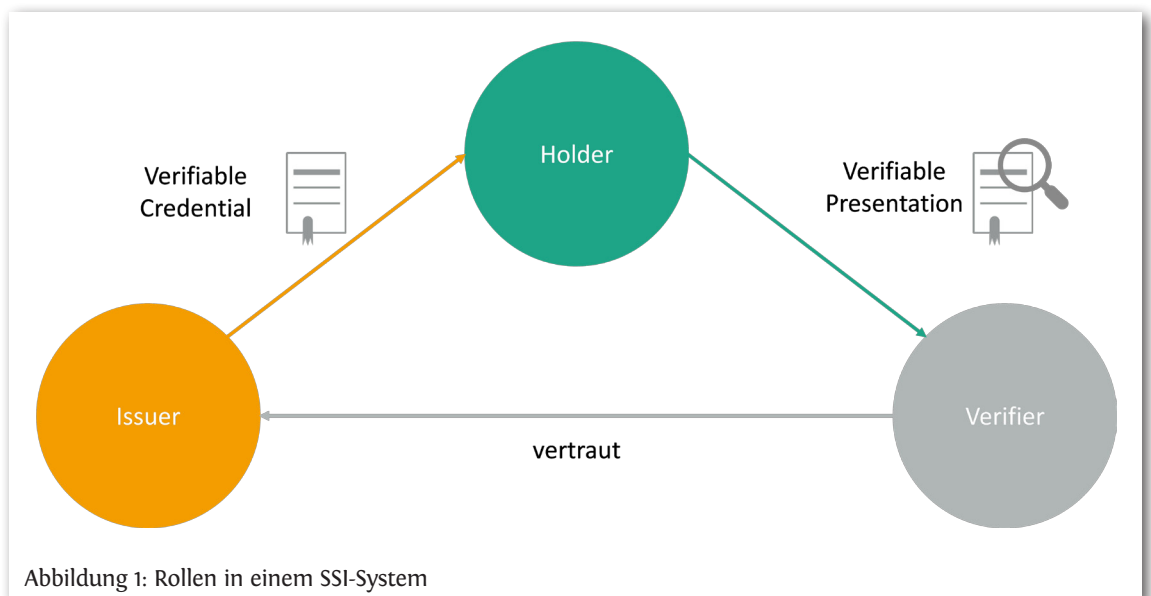 Holder
Verifiable
Credential
Verifiable
Presentation
Issuer
Verifier
vertraut
Abbildung 1: Rollen in einem SSI-System